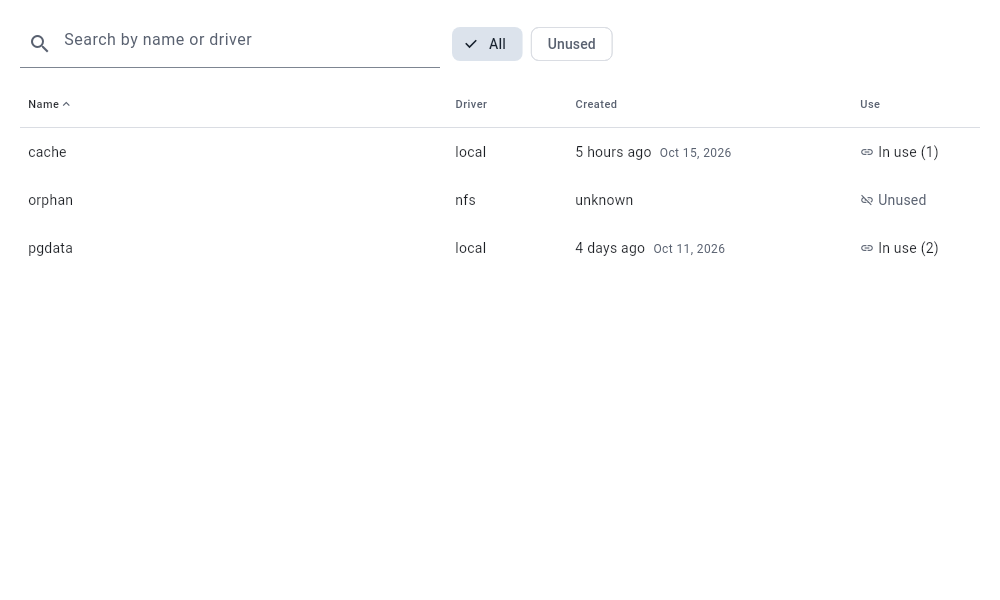 Search by name or driver All Unused
Name Driver Created Use
cache local 5 hours ago Oct 15, 2026 In use (1)
orphan nfs unknown Unused
pgdata local 4 days ago Oct 11, 2026 In use (2)